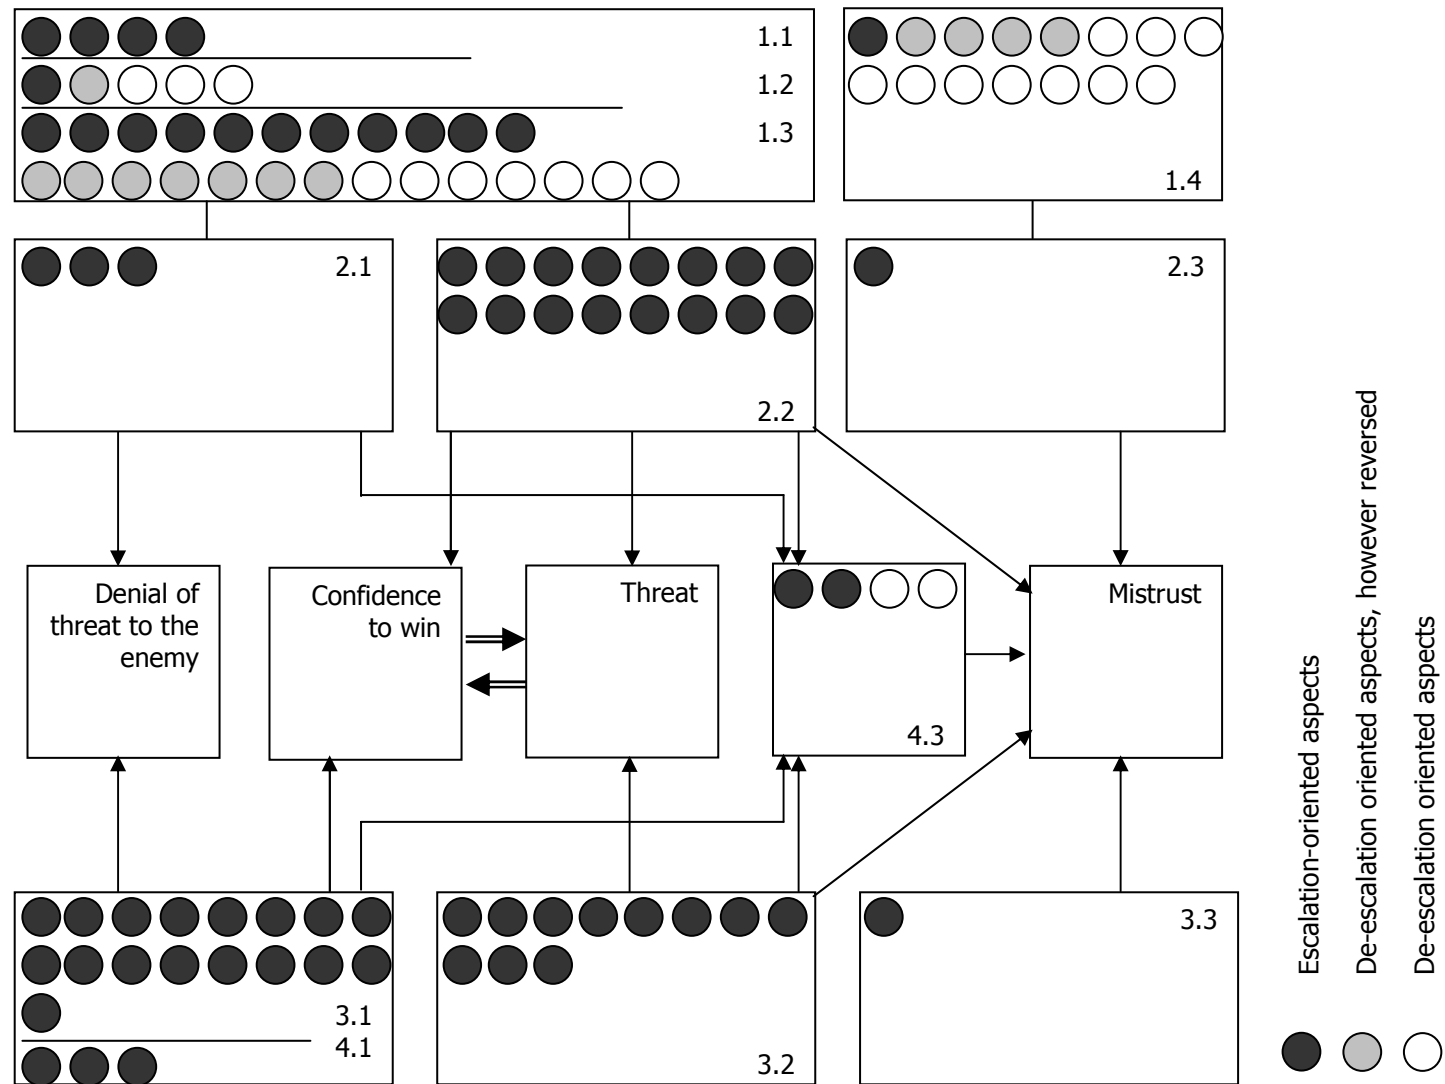 1.1
1.2
1.3
1.4
2.1
2.2
2.3
Denial of
threat to the
enemy
Confidence
to win
Threat
4.3
Mistrust
3.1
4.1
3.2
3.3
Escalation-oriented aspects
De-escalation oriented aspects, however reversed
De-escalation oriented aspects